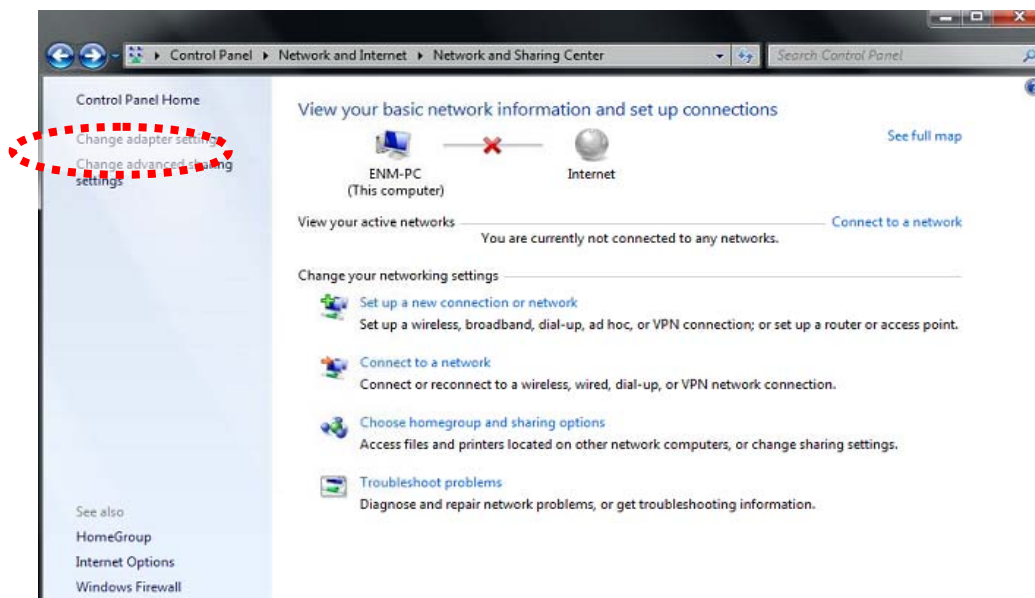 Control Panel ▸ Network and Internet ▸ Network and Sharing Center
Search Control Panel
Control Panel Home
Change adapter settings
Change advanced sharing
settings
See also
HomeGroup
Internet Options
Windows Firewall
View your basic network information and set up connections
See full map
ENM-PC
(This computer)
Internet
View your active networks
Connect to a network
You are currently not connected to any networks.
Change your networking settings
Set up a new connection or network
Set up a wireless, broadband, dial-up, ad hoc, or VPN connection; or set up a router or access point.
Connect to a network
Connect or reconnect to a wireless, wired, dial-up, or VPN network connection.
Choose homegroup and sharing options
Access files and printers located on other network computers, or change sharing settings.
Troubleshoot problems
Diagnose and repair network problems, or get troubleshooting information.